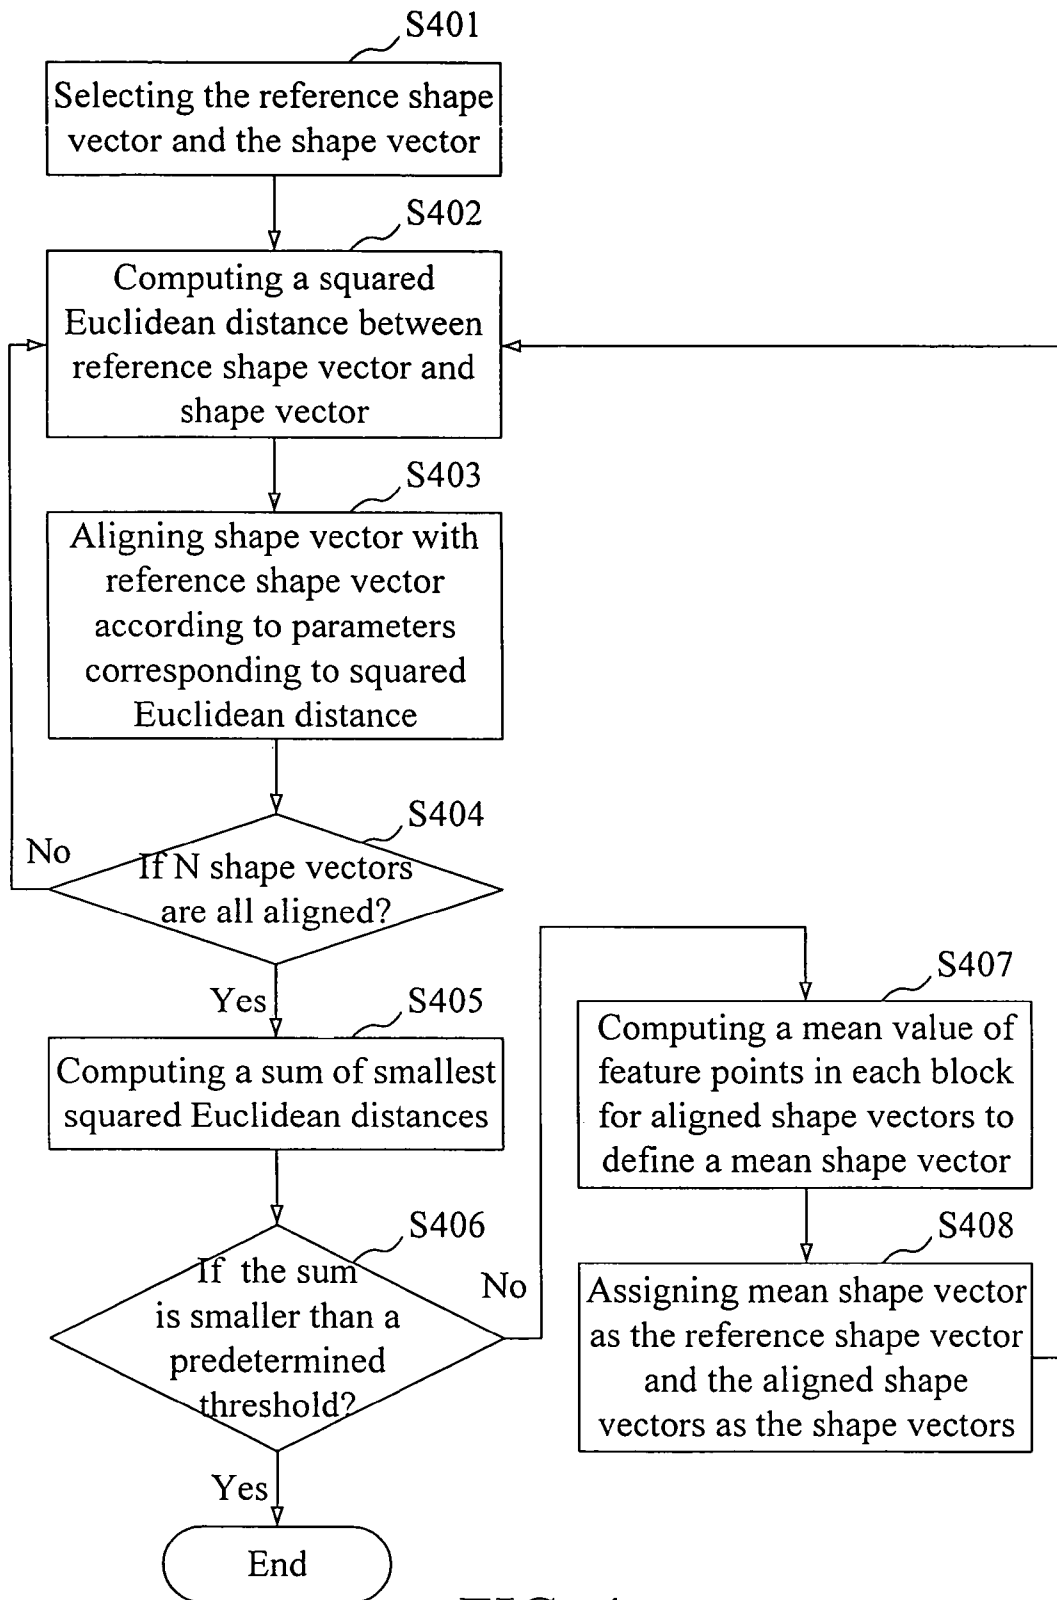 S401
Selecting the reference shape
vector and the shape vector
S402
Computing a squared
Euclidean distance between
reference shape vector and
shape vector
S403
Aligning shape vector with
reference shape vector
according to parameters
corresponding to squared
Euclidean distance
S404
No
If N shape vectors
are all aligned?
Yes
S405
Computing a sum of smallest
squared Euclidean distances
S406
If the sum
is smaller than a
predetermined
threshold?
No
Yes
End
S407
Computing a mean value of
feature points in each block
for aligned shape vectors to
define a mean shape vector
S408
Assigning mean shape vector
as the reference shape vector
and the aligned shape
vectors as the shape vectors